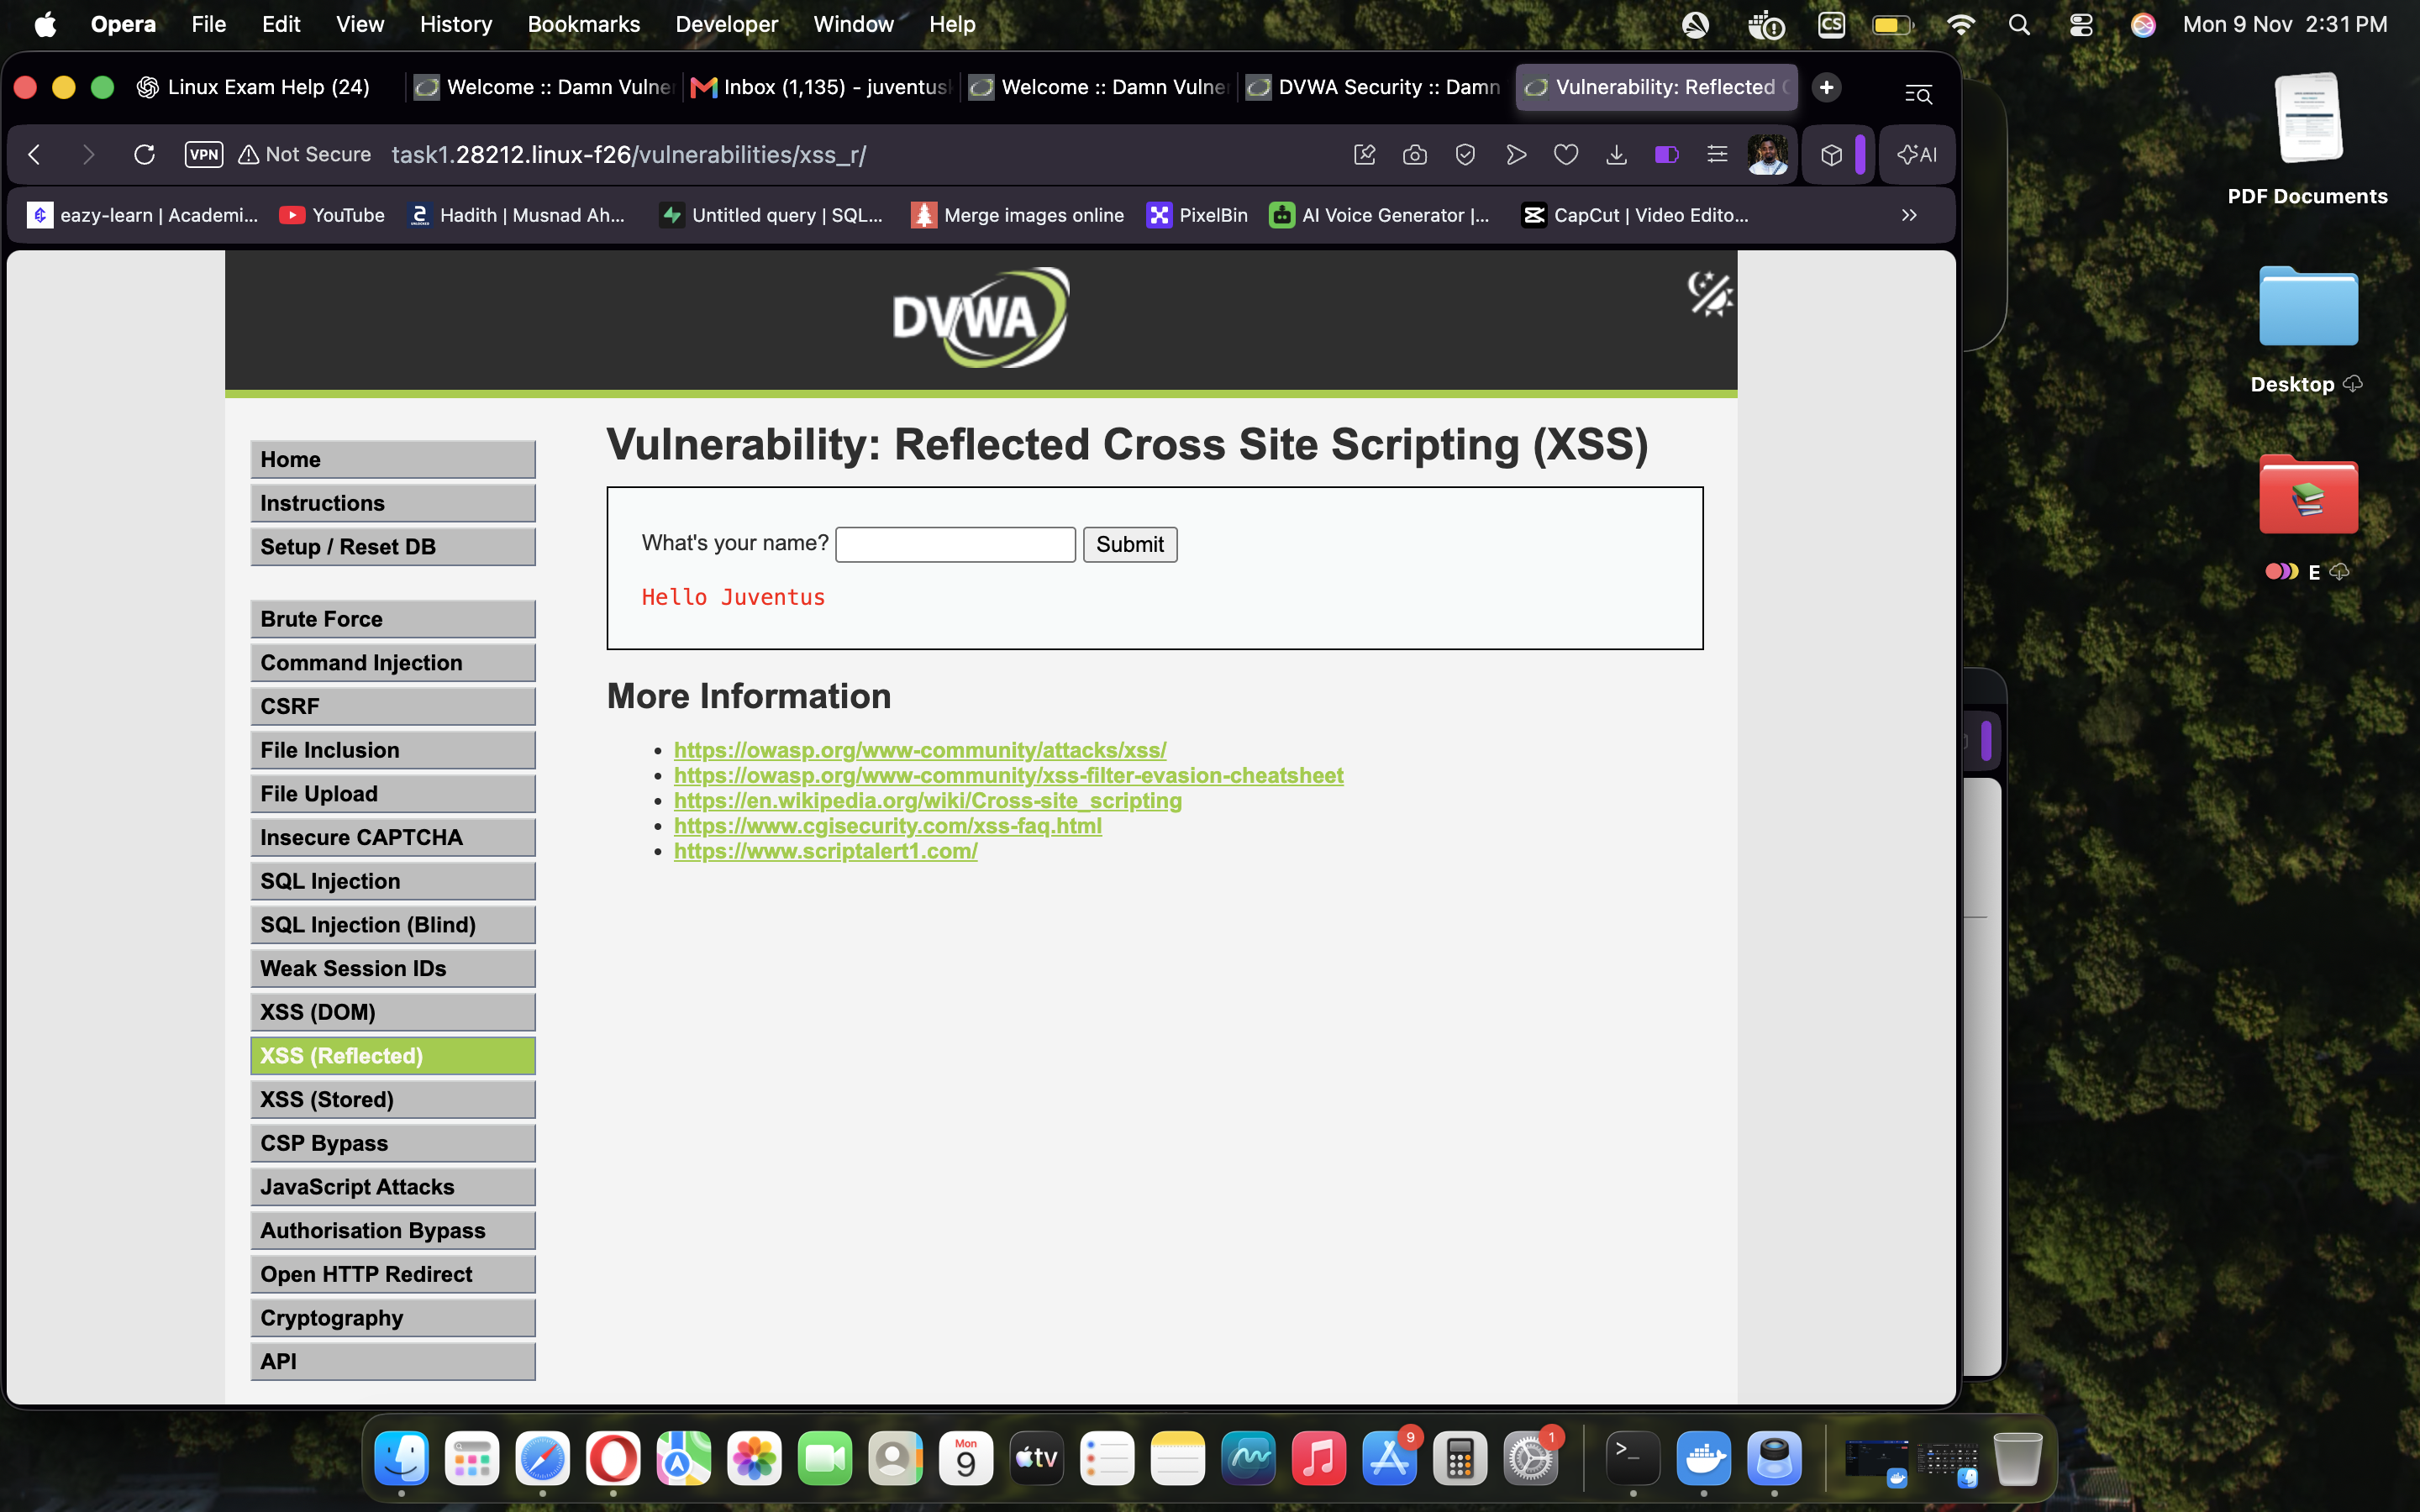 Opera File Edit View History Bookmarks Developer Window Help CS Mon 9 Nov 2:31 PM
Linux Exam Help (24) Welcome :: Damn Vulne Inbox (1,135) - juventus Welcome :: Damn Vulne DVWA Security :: Damn Vulnerability: Reflected
VPN Not Secure task1.28212.linux-f26/vulnerabilities/xss_r/ AI
eazy-learn | Academi... YouTube Hadith | Musnad Ah... Untitled query | SQL... Merge images online PixelBin AI Voice Generator |... CapCut | Video Edito...
DVWA
Home
Instructions
Setup / Reset DB
Brute Force
Command Injection
CSRF
File Inclusion
File Upload
Insecure CAPTCHA
SQL Injection
SQL Injection (Blind)
Weak Session IDs
XSS (DOM)
XSS (Reflected)
XSS (Stored)
CSP Bypass
JavaScript Attacks
Authorisation Bypass
Open HTTP Redirect
Cryptography
API
Vulnerability: Reflected Cross Site Scripting (XSS)
What's your name? Submit
Hello Juventus
More Information
https://owasp.org/www-community/attacks/xss/
https://owasp.org/www-community/xss-filter-evasion-cheatsheet
https://en.wikipedia.org/wiki/Cross-site_scripting
https://www.cgisecurity.com/xss-faq.html
https://www.scriptalert1.com/
PDF Documents
Desktop
E
Mon
9
tv
9
1